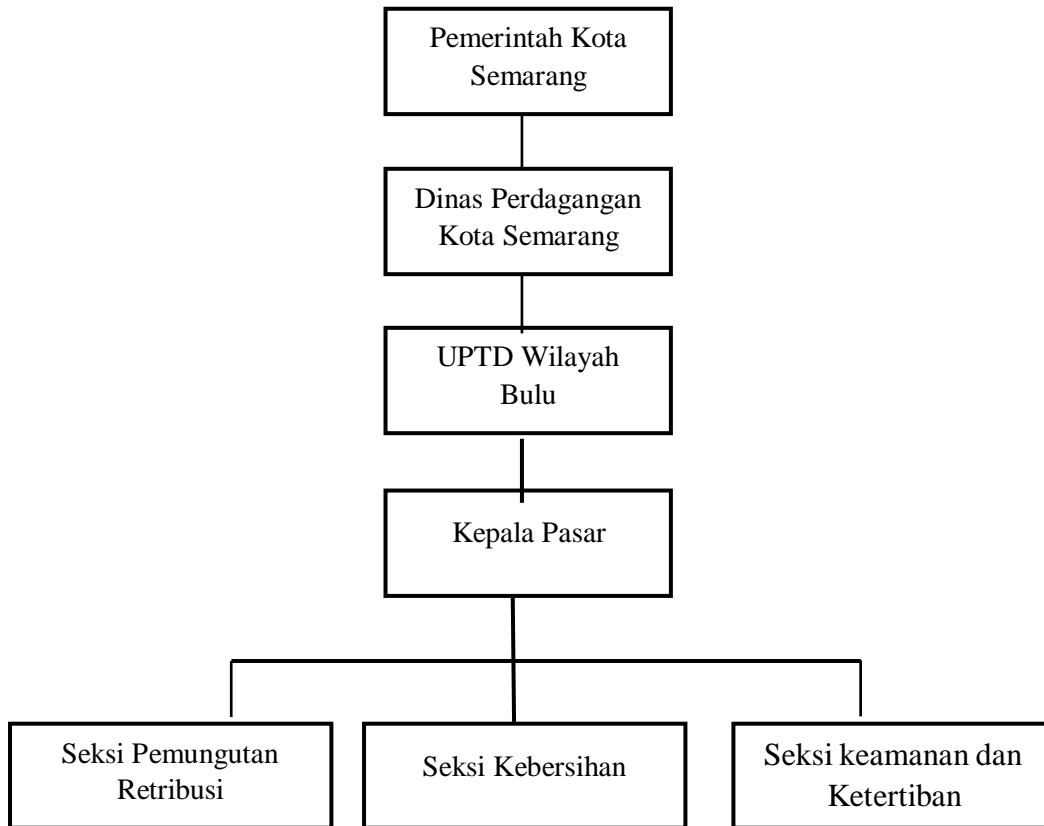 Pemerintah Kota
Semarang
Dinas Perdagangan
Kota Semarang
UPTD Wilayah
Bulu
Kepala Pasar
Seksi Pemungutan
Retribusi
Seksi Kebersihan
Seksi keamanan dan
Ketertiban